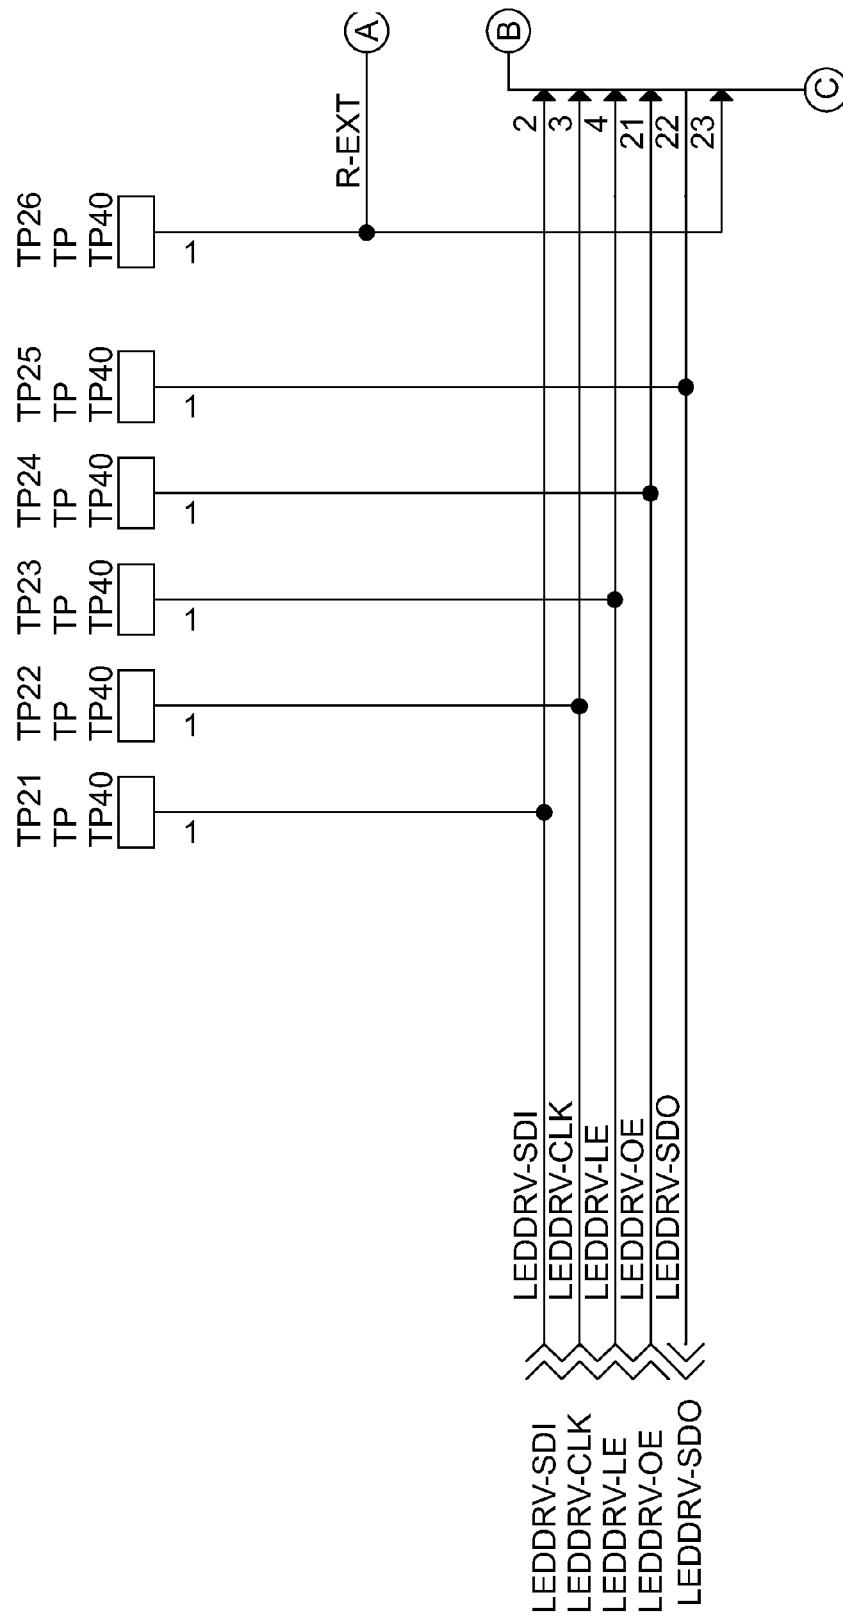 TP21
TP
TP40
1
TP22
TP
TP40
1
TP23
TP
TP40
1
TP24
TP
TP40
1
TP25
TP
TP40
1
TP26
TP
TP40
1
R-EXT
A
LEDDRV-SDI
LEDDRV-SDI
2
B
LEDDRV-CLK
LEDDRV-CLK
3
LEDDRV-LE
LEDDRV-LE
4
LEDDRV-OE
LEDDRV-OE
21
LEDDRV-SDO
LEDDRV-SDO
22
23
C